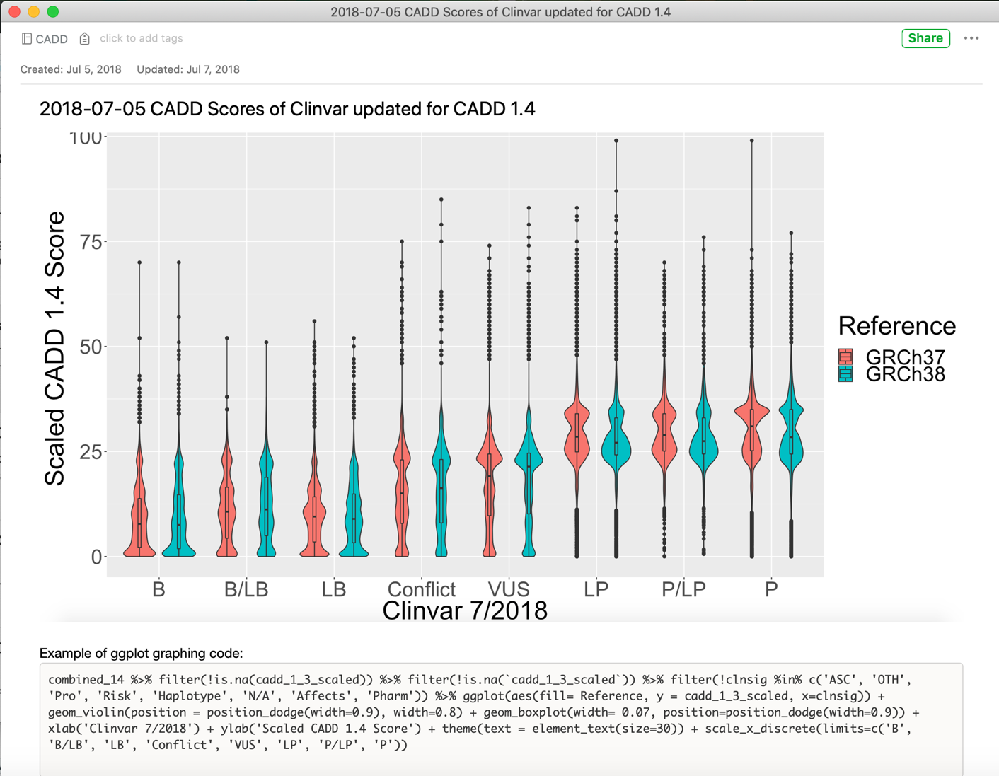 2018-07-05 CADD Scores of Clinvar updated for CADD 1.4
CADD click to add tags
Share
Created: Jul 5, 2018 Updated: Jul 7, 2018
2018-07-05 CADD Scores of Clinvar updated for CADD 1.4
100
75
50
25
0
Scaled CADD 1.4 Score
B B/LB LB Conflict VUS LP P/LP P
Clinvar 7/2018
Reference
GRCh37
GRCh38
Example of ggplot graphing code:
combined_14 %>% filter(!is.na(cadd_1_3_scaled)) %>% filter(!is.na(`cadd_1_3_scaled`)) %>% filter(!clnsig %in% c('ASC', 'OTH',
'Pro', 'Risk', 'Haplotype', 'N/A', 'Affects', 'Pharm')) %>% ggplot(aes(fill= Reference, y = cadd_1_3_scaled, x=clnsig)) +
geom_violin(position = position_dodge(width=0.9), width=0.8) + geom_boxplot(width= 0.07, position=position_dodge(width=0.9)) +
xlab('Clinvar 7/2018') + ylab('Scaled CADD 1.4 Score') + theme(text = element_text(size=30)) + scale_x_discrete(limits=c('B',
'B/LB', 'LB', 'Conflict', 'VUS', 'LP', 'P/LP', 'P'))